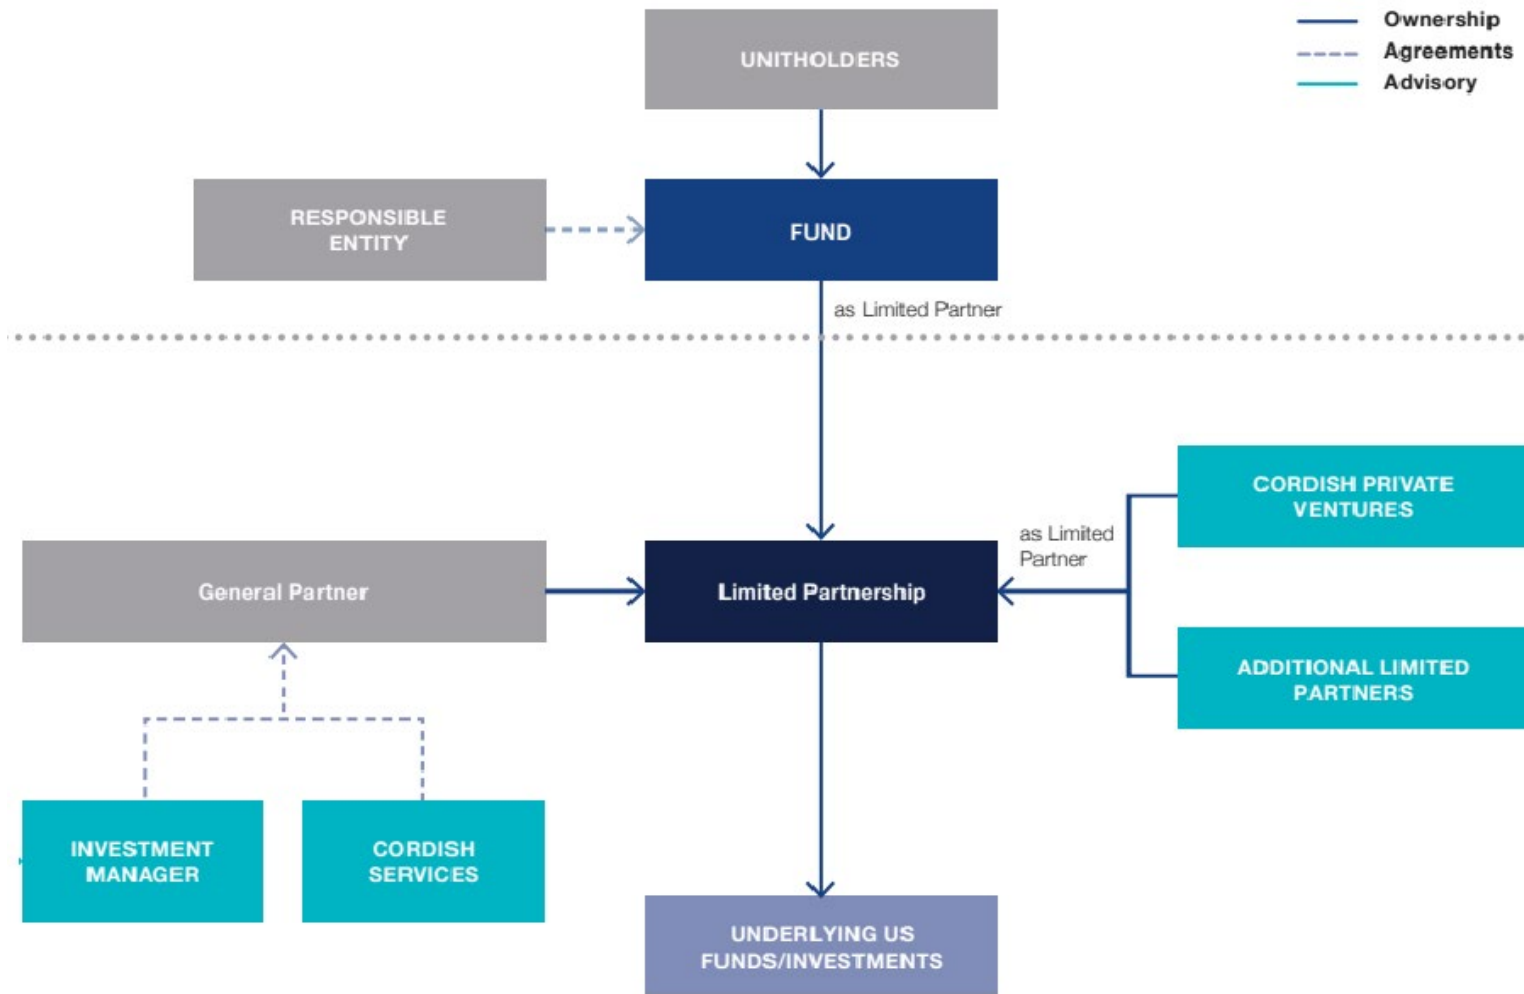 Ownership
Agreements
Advisory
UNITHOLDERS
RESPONSIBLE
ENTITY
FUND
as Limited Partner
CORDISH PRIVATE
VENTURES
as Limited
Partner
General Partner
Limited Partnership
ADDITIONAL LIMITED
PARTNERS
INVESTMENT
MANAGER
CORDISH
SERVICES
UNDERLYING US
FUNDS/INVESTMENTS